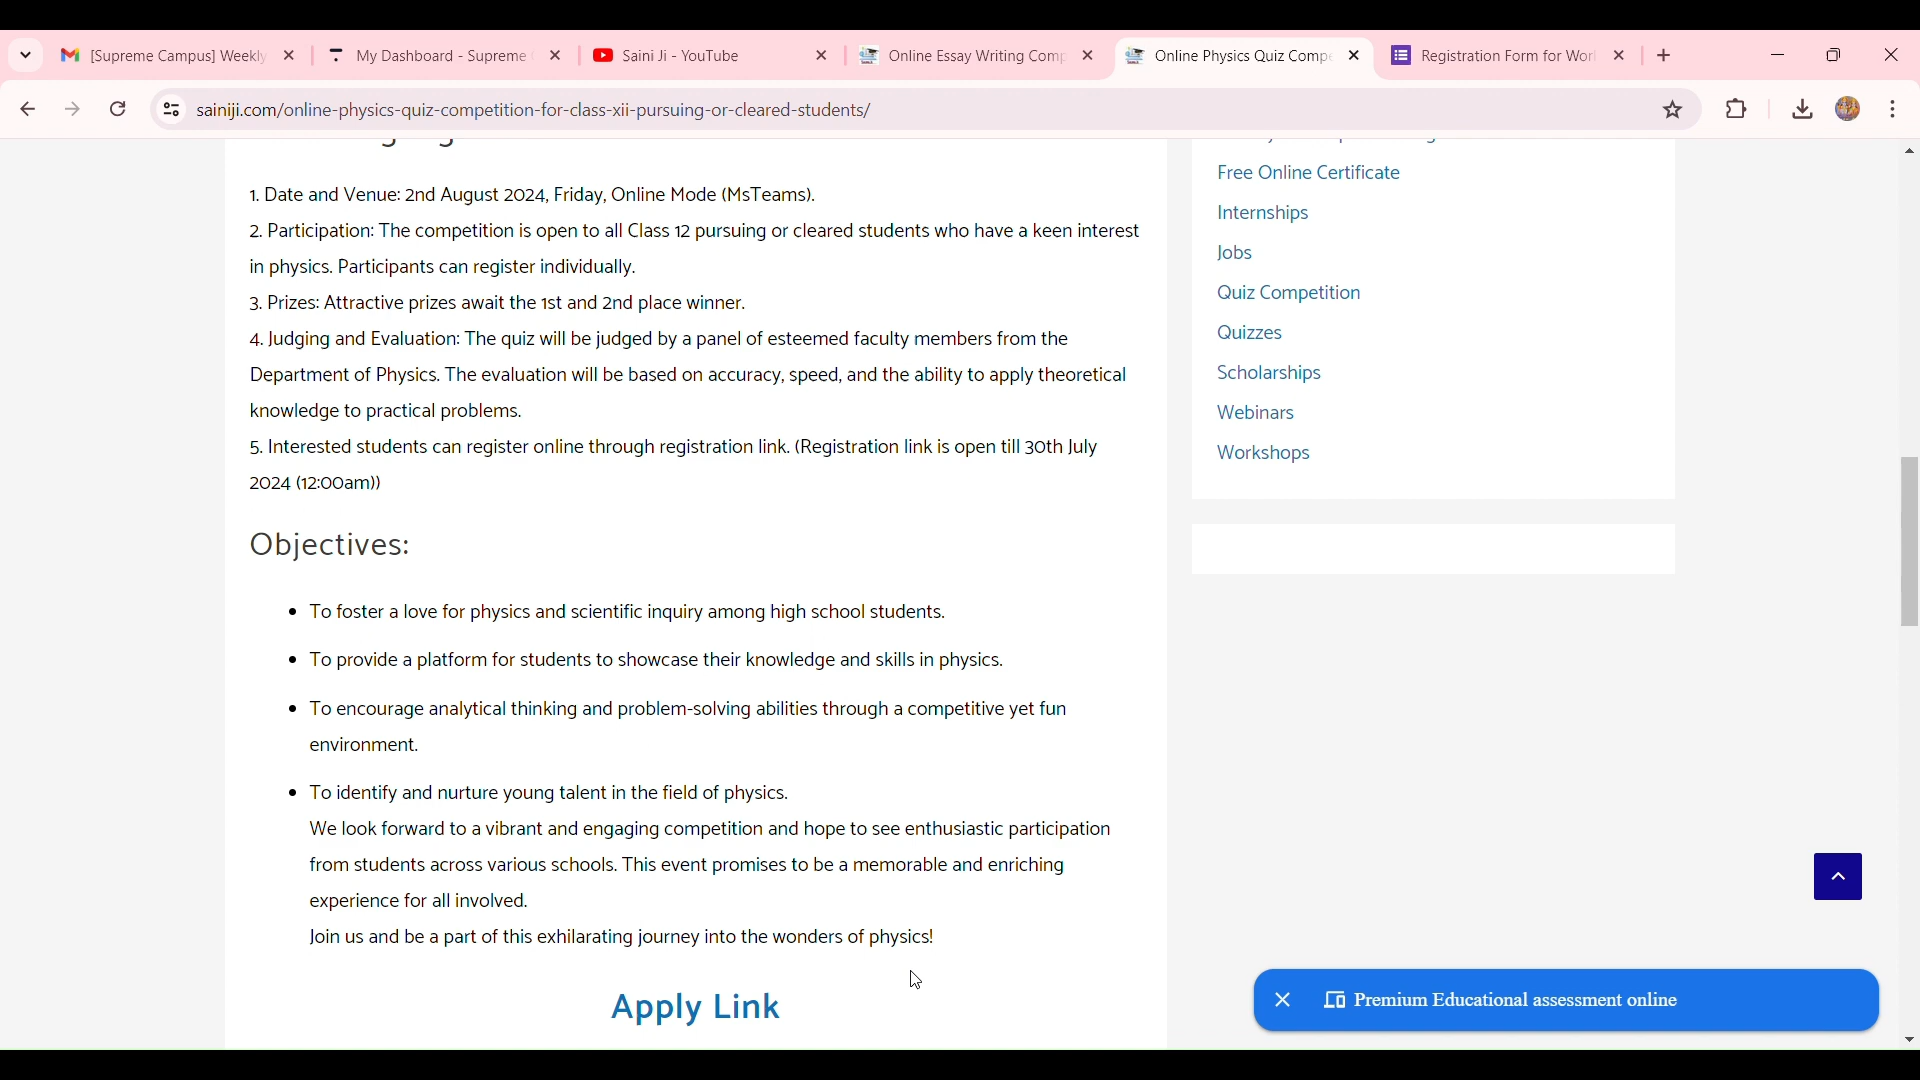 [Supreme Campus] Weekly
My Dashboard - Supreme
Saini Ji - YouTube
Online Essay Writing Comp
Online Physics Quiz Compe
Registration Form for Wor
sainiji.com/online-physics-quiz-competition-for-class-xii-pursuing-or-cleared-students/
1. Date and Venue: 2nd August 2024, Friday, Online Mode (MsTeams).
2. Participation: The competition is open to all Class 12 pursuing or cleared students who have a keen interest
in physics. Participants can register individually.
3. Prizes: Attractive prizes await the 1st and 2nd place winner.
4. Judging and Evaluation: The quiz will be judged by a panel of esteemed faculty members from the
Department of Physics. The evaluation will be based on accuracy, speed, and the ability to apply theoretical
knowledge to practical problems.
5. Interested students can register online through registration link. (Registration link is open till 30th July
2024 (12:00am))
Objectives:
• To foster a love for physics and scientific inquiry among high school students.
• To provide a platform for students to showcase their knowledge and skills in physics.
• To encourage analytical thinking and problem-solving abilities through a competitive yet fun
environment.
• To identify and nurture young talent in the field of physics.
We look forward to a vibrant and engaging competition and hope to see enthusiastic participation
from students across various schools. This event promises to be a memorable and enriching
experience for all involved.
Join us and be a part of this exhilarating journey into the wonders of physics!
Apply Link
Free Online Certificate
Internships
Jobs
Quiz Competition
Quizzes
Scholarships
Webinars
Workshops
Premium Educational assessment online